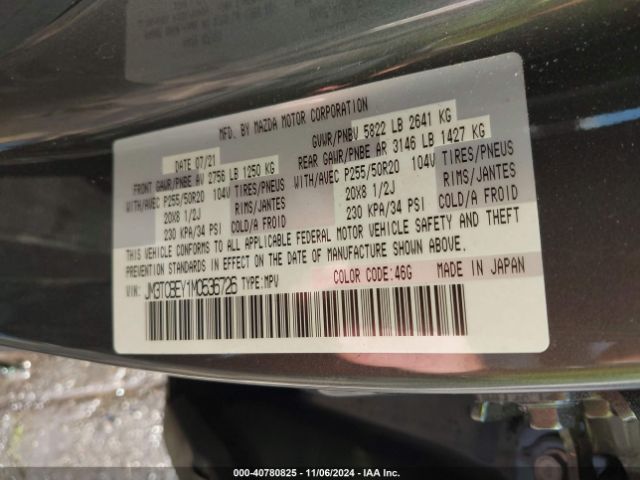 MFD. BY MAZDA MOTOR CORPORATION
DATE 07/21 GVWR/PNBV 5822 LB 2641 KG
FRONT GAWR/PNBE AV 2756 LB 1250 KG REAR GAWR/PNBE AR 3146 LB 1427 KG
WITH/AVEC P255/50R20 104V TIRES/PNEUS WITH/AVEC P255/50R20 104V TIRES/PNEUS
20X8 1/2J RIMS/JANTES 20X8 1/2J RIMS/JANTES
230 KPA/34 PSI COLD/A FROID 230 KPA/34 PSI COLD/A FROID
THIS VEHICLE CONFORMS TO ALL APPLICABLE FEDERAL MOTOR VEHICLE SAFETY AND THEFT
PREVENTION STANDARDS IN EFFECT ON THE DATE OF MANUFACTURE SHOWN ABOVE.
VIN: JM3TCBEY1M0536726 TYPE:MPV COLOR CODE:46G MADE IN JAPAN
000-40780825 - 11/06/2024 - IAA Inc.